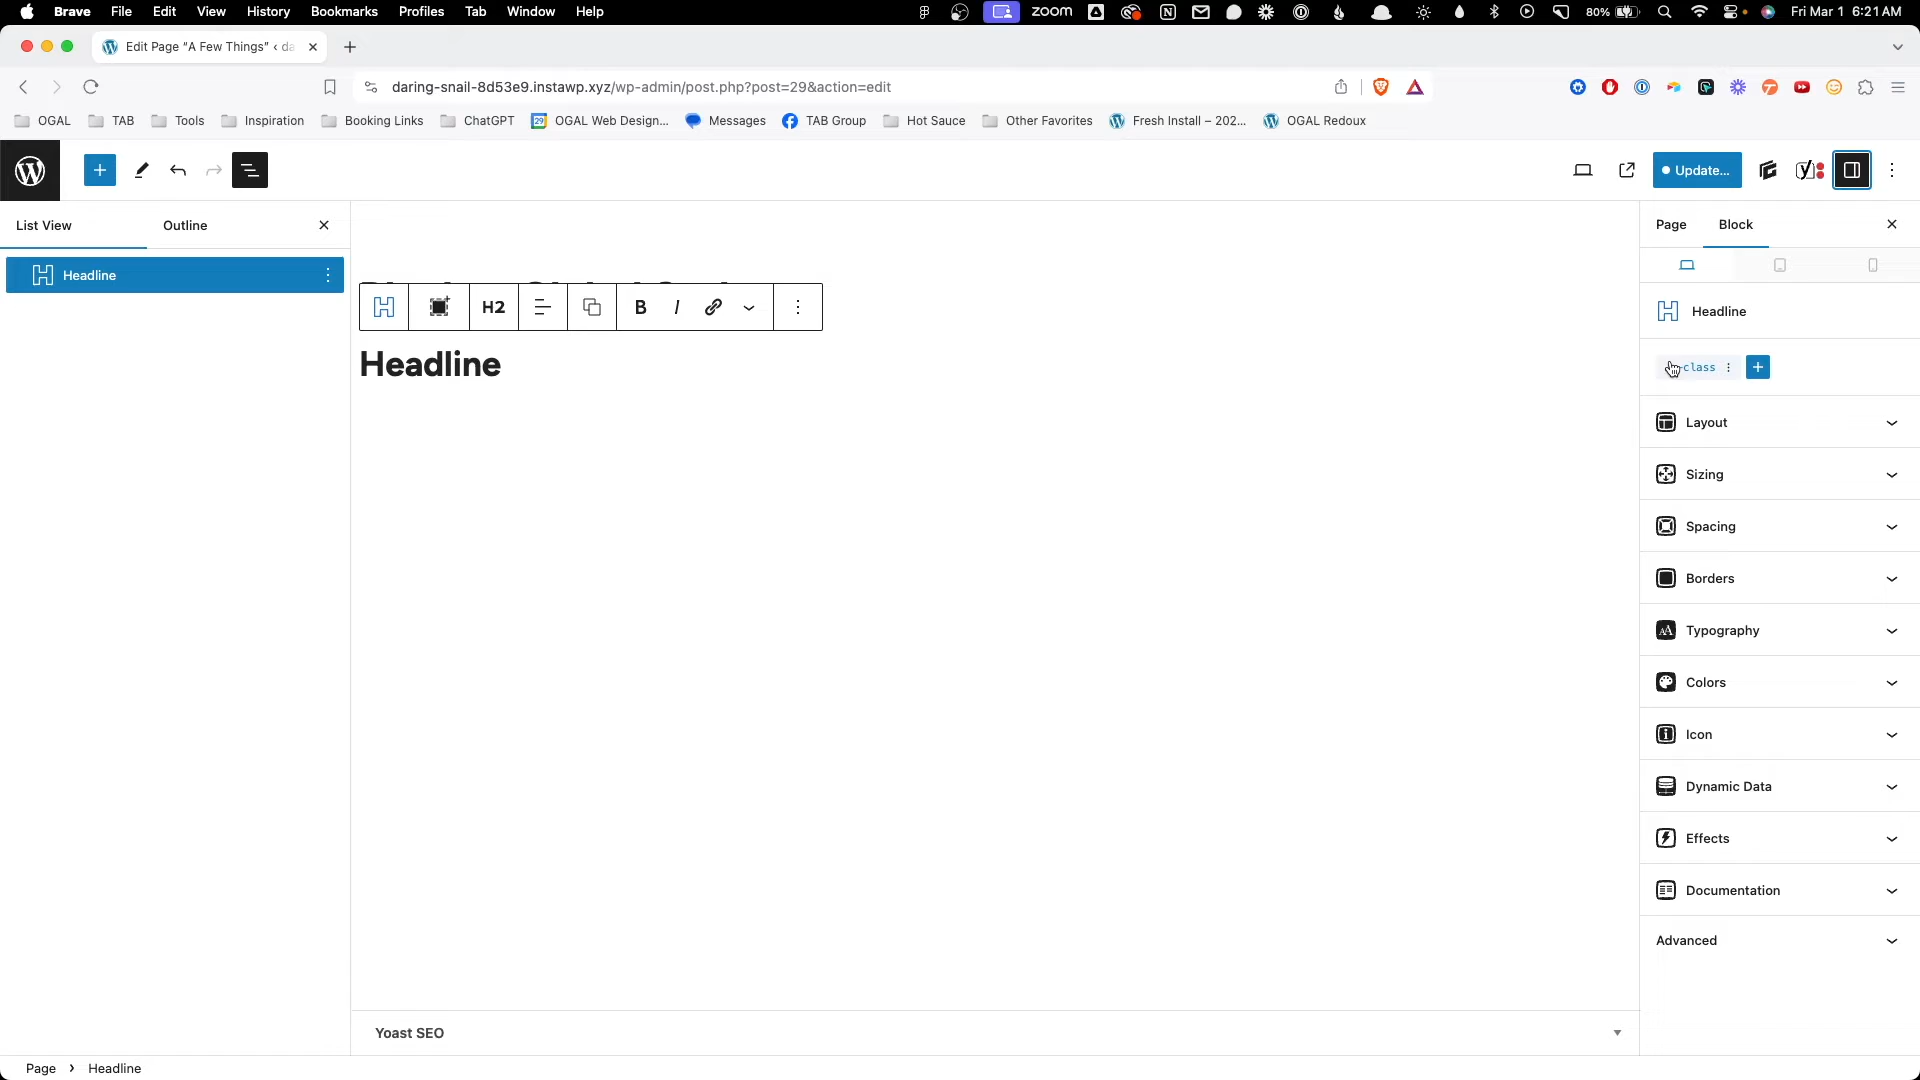 Brave File Edit View History Bookmarks Profiles Tab Window Help zoom 80% Fri Mar 1 6:21 AM
Edit Page “A Few Things” ‹ da
daring-snail-8d53e9.instawp.xyz/wp-admin/post.php?post=29&action=edit
OGAL TAB Tools Inspiration Booking Links ChatGPT 29 OGAL Web Design... Messages TAB Group Hot Sauce Other Favorites Fresh Install – 202... OGAL Redoux
Update...
List View Outline
Page Block
Headline
H2 B I
Headline
Headline
class
Layout
Sizing
Spacing
Borders
Typography
Colors
Icon
Dynamic Data
Effects
Documentation
Advanced
Yoast SEO
Page › Headline